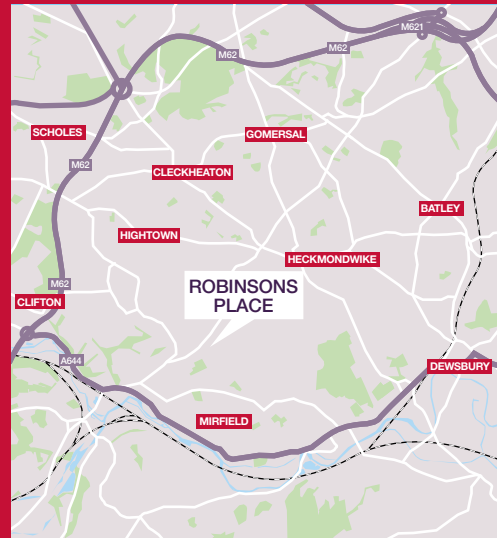 M621
M62
M62
SCHOLES
GOMERSAL
M62
CLECKHEATON
BATLEY
HIGHTOWN
HECKMONDWIKE
M62
ROBINSONS
PLACE
CLIFTON
A644
DEWSBURY
MIRFIELD